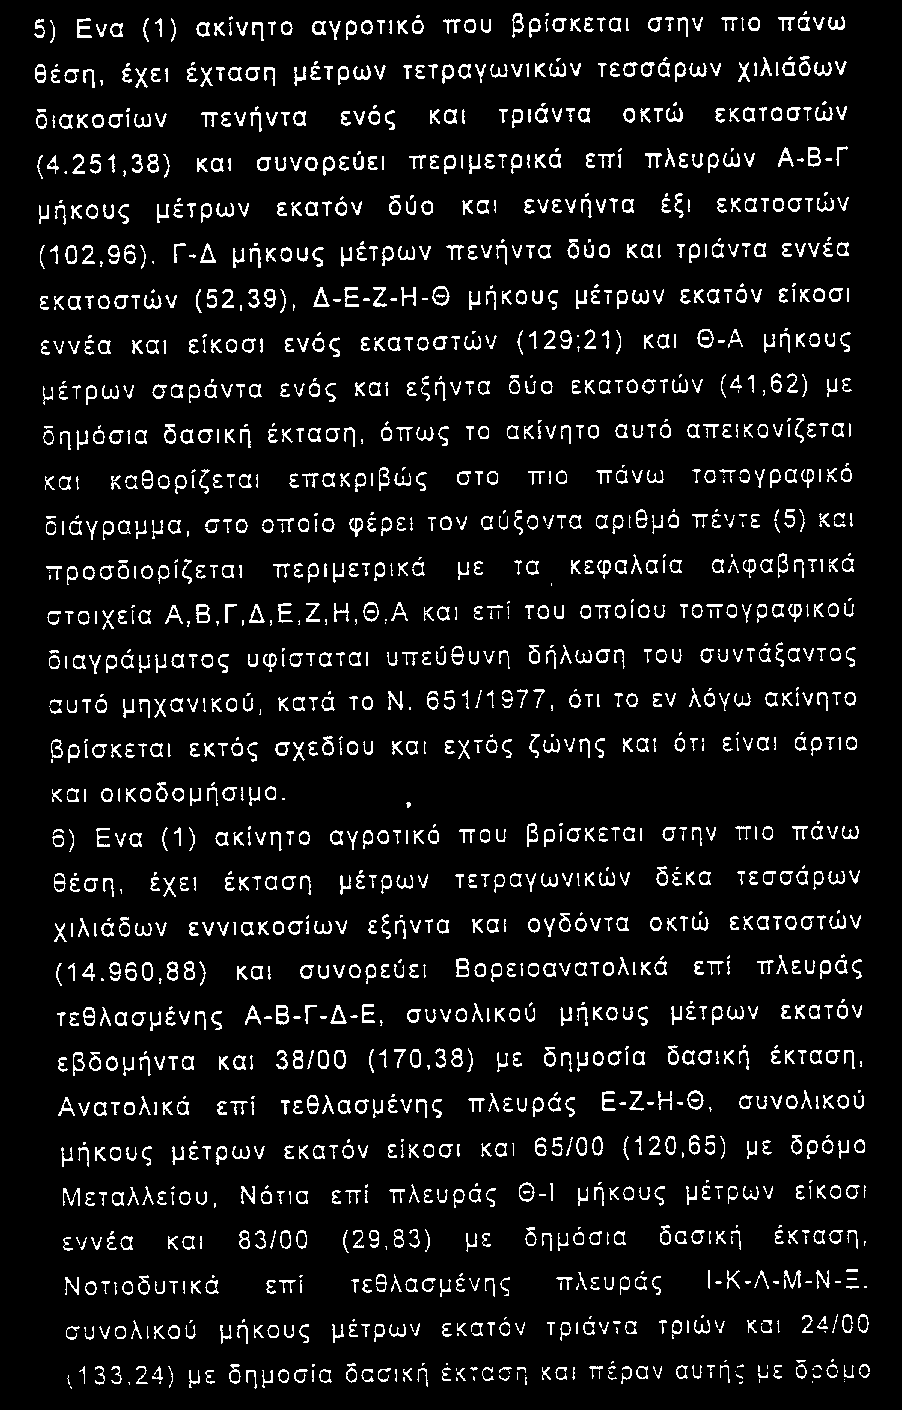 5) Ενα (1) ακίνητο αγροτικό που βρίσκεται στην πιο πάνω
θέση, έχει έχταση μέτρων τετραγωνικών τεσσάρων χιλιάδων
διακοσίων πενήντα ενός και τριάντα οκτώ εκατοστών
(4.251,38) και συνορεύει περιμετρικά επί πλευρών Α-Β-Γ
μήκους μέτρων εκατόν δύο και ενενήντα έξι εκατοστών
(102,96), Γ-Δ μήκους μέτρων πενήντα δύο και τριάντα εννέα
εκατοστών (52,39), Δ-Ε-Ζ-Η-Θ μήκους μέτρων εκατόν είκοσι
εννέα και είκοσι ενός εκατοστών (129;21) και Θ-Α μήκους
μέτρων σαράντα ενός και εξήντα δύο εκατοστών (41,62) με
δημόσια δασική έκταση, όπως το ακίνητο αυτό απεικονίζεται
και καθορίζεται επακριβώς στο πιο πάνω τοπογραφικό
διάγραμμα, στο οποίο φέρει τον αύξοντα αριθμό πέντε (5) και
προσδιορίζεται περιμετρικά με τα κεφαλαία αλφαβητικά
στοιχεία Α,Β,Γ,Δ,Ε,Ζ,Η,Θ,Α και επί του οποίου τοπογραφικού
διαγράμματος υφίσταται υπεύθυνη δήλωση του συντάξαντος
αυτό μηχανικού, κατά το Ν. 651/1977, ότι το εν λόγω ακίνητο
βρίσκεται εκτός σχεδίου και εχτός ζώνης και ότι είναι άρτιο
και οικοδομήσιμο.
6) Ενα (1) ακίνητο αγροτικό που βρίσκεται στην πιο πάνω
θέση, έχει έκταση μέτρων τετραγωνικών δέκα τεσσάρων
χιλιάδων εννιακοσίων εξήντα και ογδόντα οκτώ εκατοστών
(14.960,88) και συνορεύει Βορειοανατολικά επί πλευράς
τεθλασμένης Α-Β-Γ-Δ-Ε, συνολικού μήκους μέτρων εκατόν
εβδομήντα και 38/00 (170,38) με δημοσία δασική έκταση,
Ανατολικά επί τεθλασμένης πλευράς Ε-Ζ-Η-Θ, συνολικού
μήκους μέτρων εκατόν είκοσι και 65/00 (120,65) με δρόμο
Μεταλλείου, Νότια επί πλευράς Θ-Ι μήκους μέτρων είκοσι
εννέα και 83/00 (29,83) με δημόσια δασική έκταση,
Νοτιοδυτικά επί τεθλασμένης πλευράς Ι-Κ-Λ-Μ-Ν-Ξ,
συνολικού μήκους μέτρων εκατόν τριάντα τριών και 24/00
(133,24) με δημοσία δασική έκταση και πέραν αυτής με δρόμο